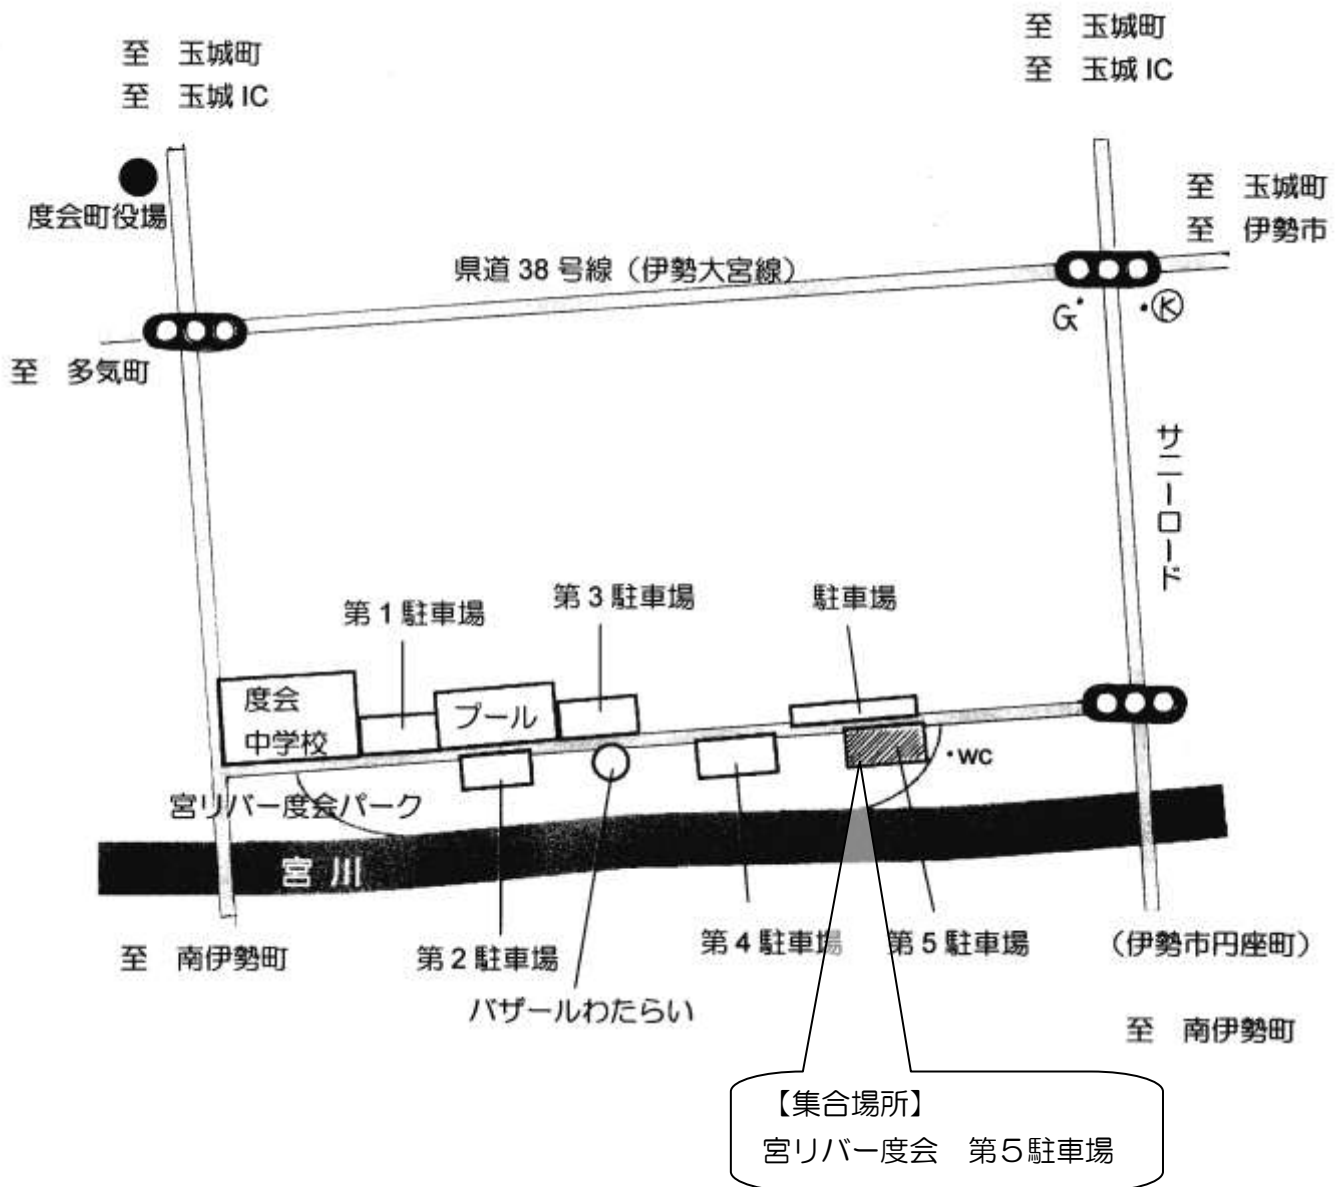 至 玉城町
至 玉城IC
至 玉城町
至 玉城IC
度会町役場
至 玉城町
至 伊勢市
県道38号線（伊勢大宮線）
G
K
至 多気町
サニーロード
第1駐車場
第3駐車場
駐車場
度会
中学校
プール
WC
宮リバー度会パーク
宮川
至 南伊勢町
第2駐車場
バザールわたらい
第4駐車場
第5駐車場
（伊勢市円座町）
至 南伊勢町
【集合場所】
宮リバー度会 第５駐車場